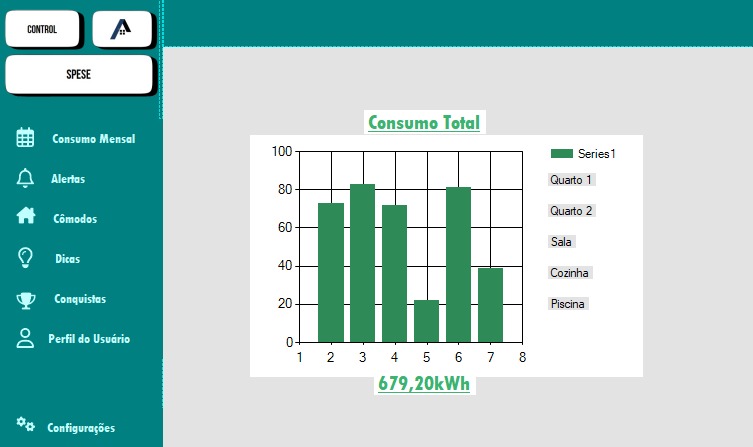 CONTROL
SPESE
Consumo Mensal
Alertas
Cômodos
Dicas
Conquistas
Perfil do Usuário
Configurações
Consumo Total
100
80
60
40
20
0
1 2 3 4 5 6 7 8
Series1
Quarto 1
Quarto 2
Sala
Cozinha
Piscina
679,20kWh